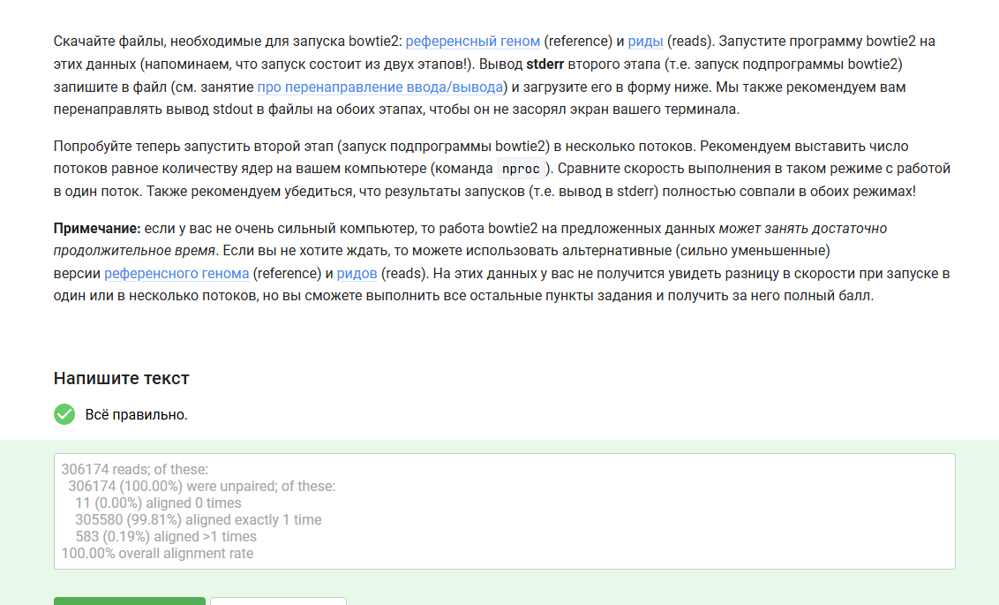 Скачайте файлы, необходимые для запуска bowtie2: референсный геном (reference) и риды (reads). Запустите программу bowtie2 на
этих данных (напоминаем, что запуск состоит из двух этапов!). Вывод stderr второго этапа (т.е. запуск подпрограммы bowtie2)
запишите в файл (см. занятие про перенаправление ввода/вывода) и загрузите его в форму ниже. Мы также рекомендуем вам
перенаправлять вывод stdout в файлы на обоих этапах, чтобы он не засорял экран вашего терминала.
Попробуйте теперь запустить второй этап (запуск подпрограммы bowtie2) в несколько потоков. Рекомендуем выставить число
потоков равное количеству ядер на вашем компьютере (команда nproc ). Сравните скорость выполнения в таком режиме с работой
в один поток. Также рекомендуем убедиться, что результаты запусков (т.е. вывод в stderr) полностью совпали в обоих режимах!
Примечание: если у вас не очень сильный компьютер, то работа bowtie2 на предложенных данных может занять достаточно
продолжительное время. Если вы не хотите ждать, то можете использовать альтернативные (сильно уменьшенные)
версии референсного генома (reference) и ридов (reads). На этих данных у вас не получится увидеть разницу в скорости при запуске в
один или в несколько потоков, но вы сможете выполнить все остальные пункты задания и получить за него полный балл.
Напишите текст
Всё правильно.
306174 reads; of these:
306174 (100.00%) were unpaired; of these:
11 (0.00%) aligned 0 times
305580 (99.81%) aligned exactly 1 time
583 (0.19%) aligned >1 times
100.00% overall alignment rate